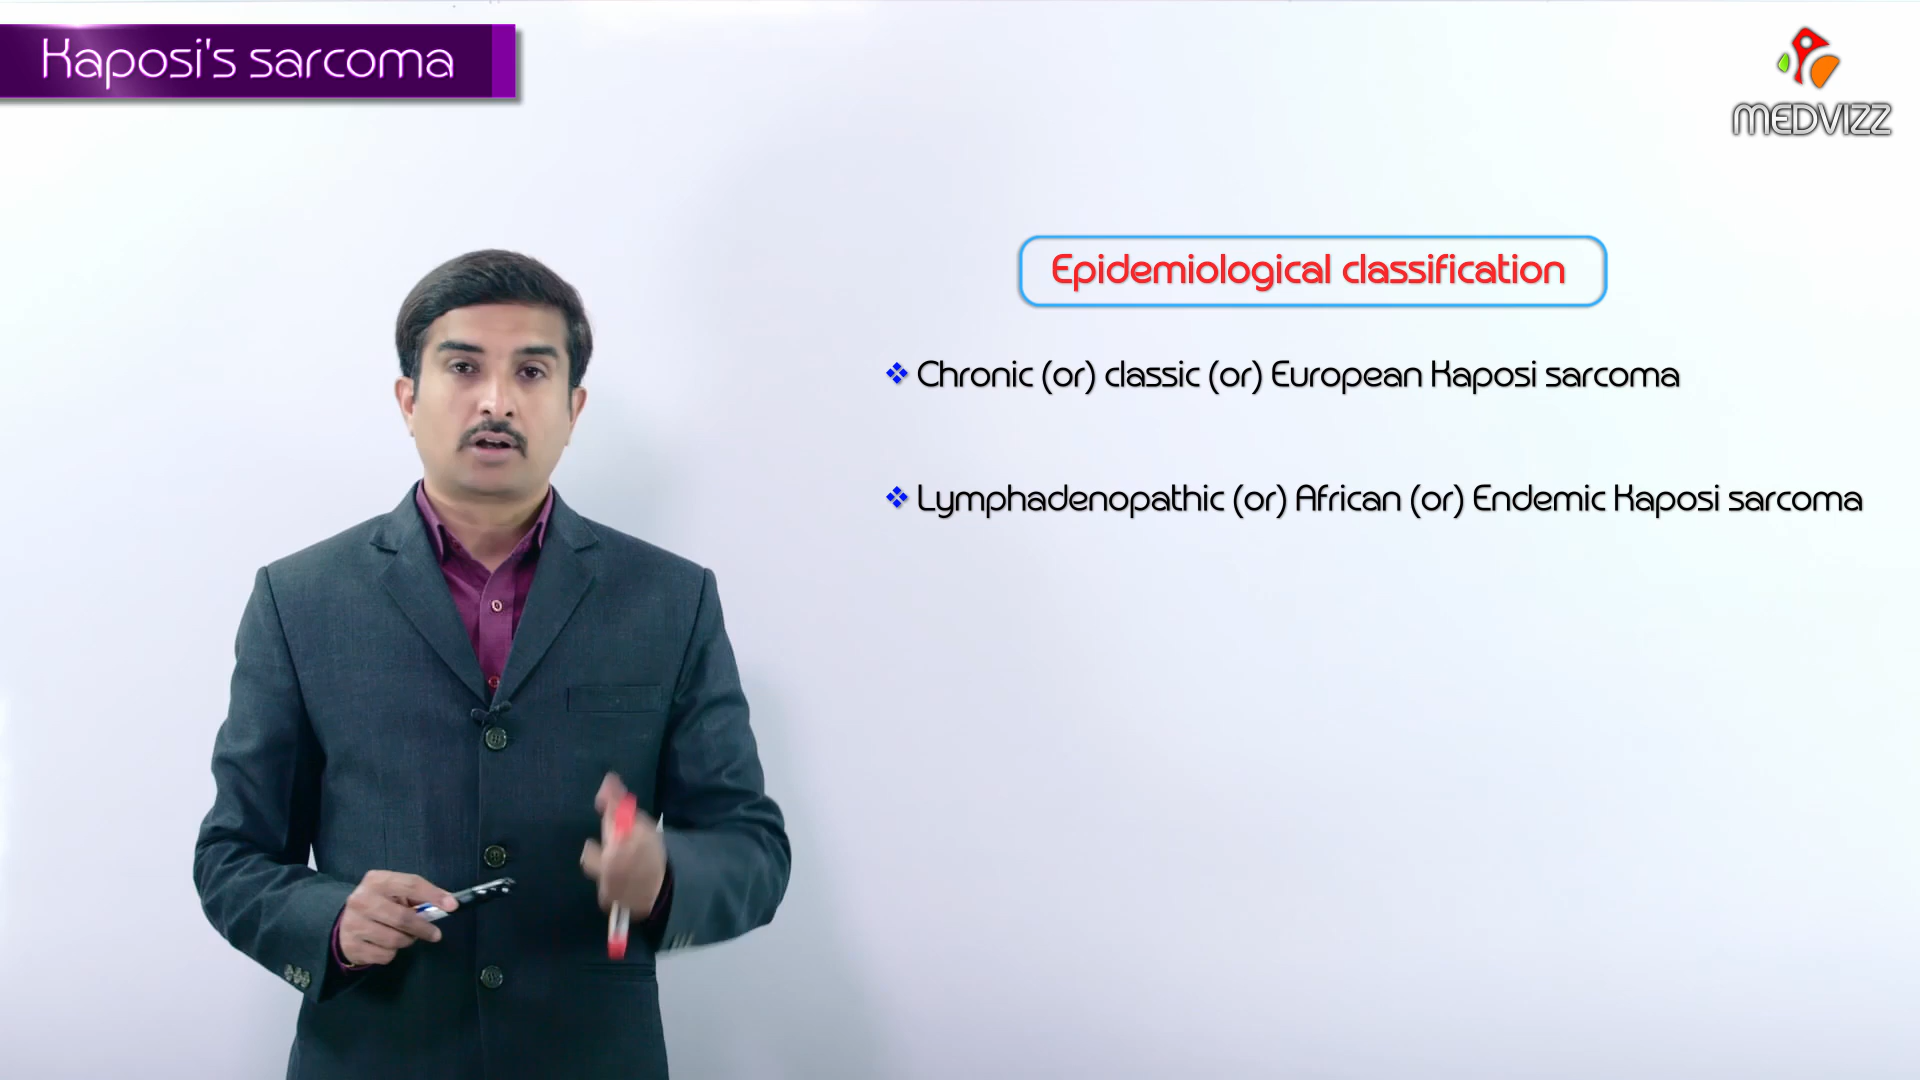 Kaposi's sarcoma
MEDVIZZ
Epidemiological classification
❖ Chronic (or) classic (or) European Kaposi sarcoma
❖ Lymphadenopathic (or) African (or) Endemic Kaposi sarcoma